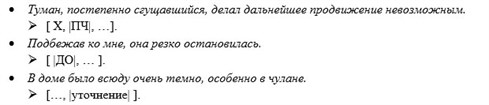 • Туман, постепенно сгущавшийся, делал дальнейшее продвижение невозможным.
➢ [ X, |ПЧ|, …].
• Подбежав ко мне, она резко остановилась.
➢ [ |ДО|, … ].
• В доме было всюду очень темно, особенно в чулане.
➢ […, |уточнение| ].